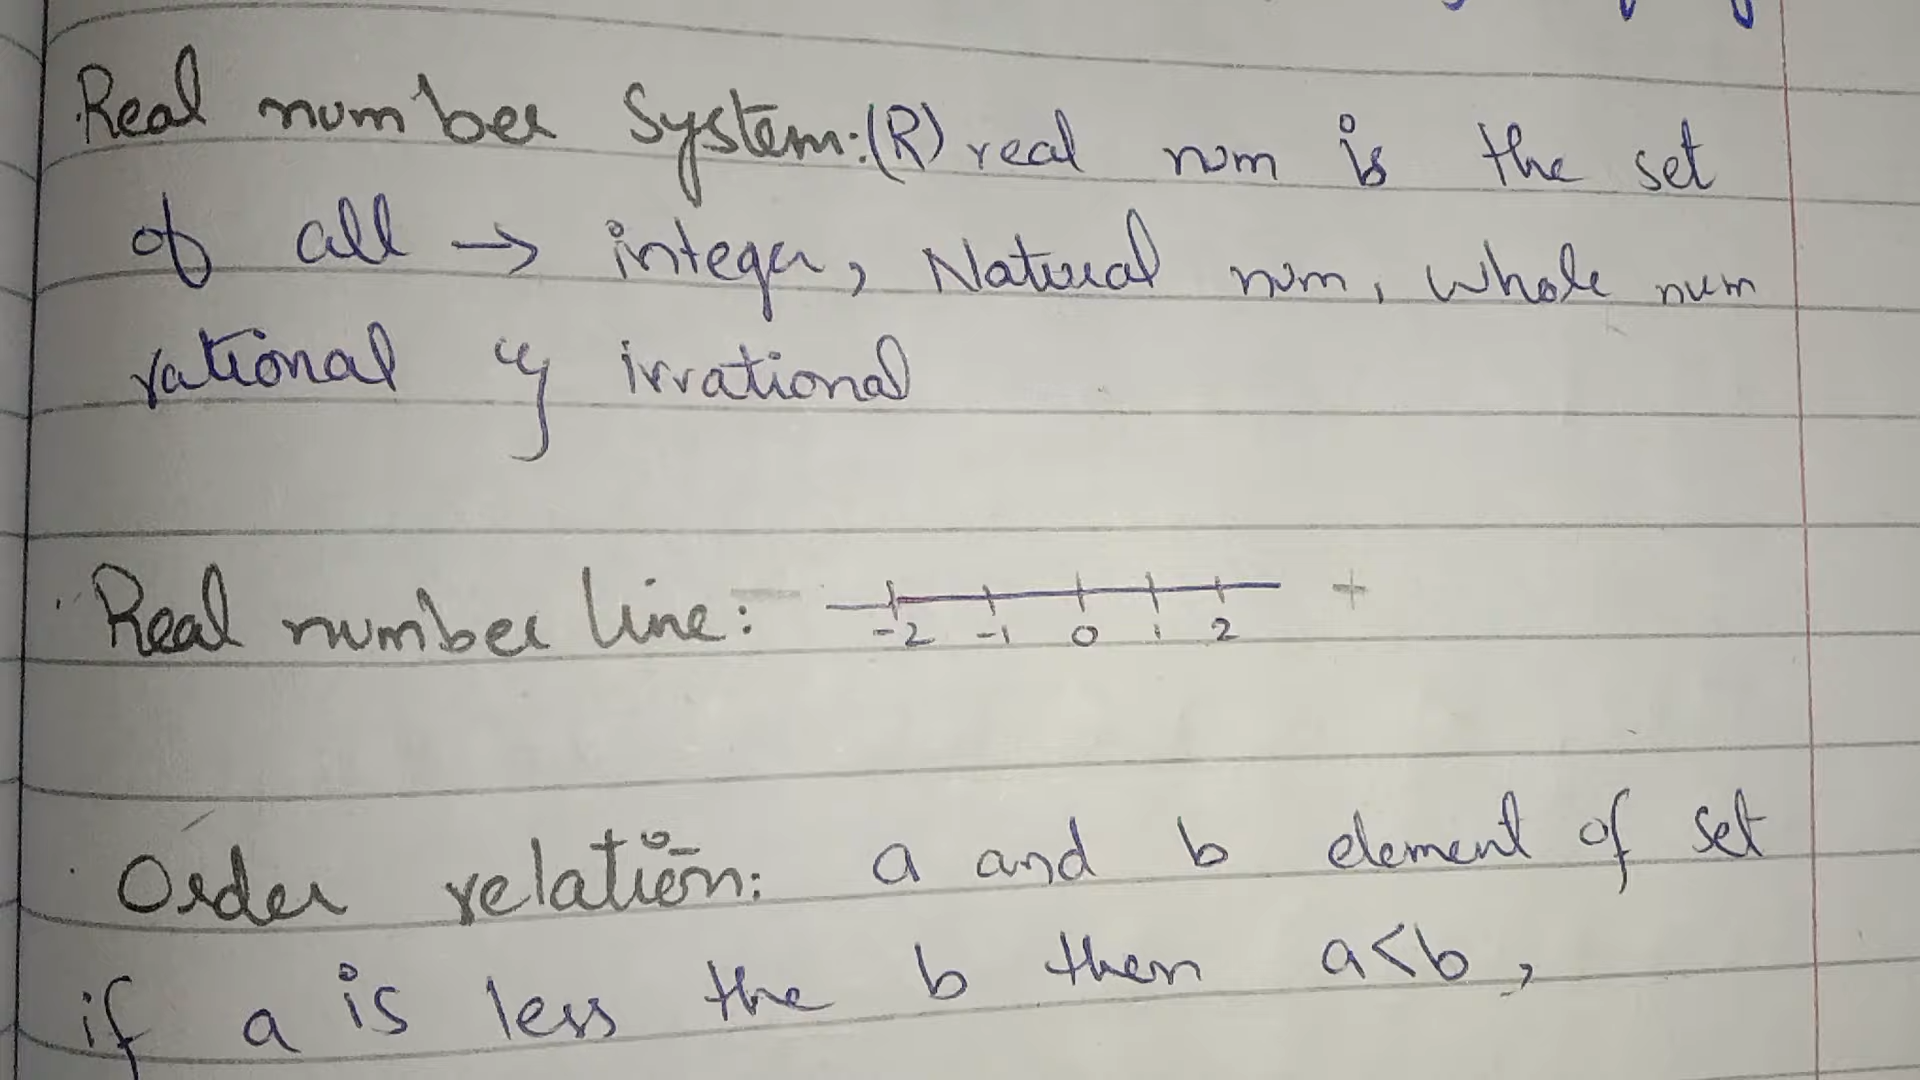 Real number System:(R) real num is the set
of all → integer, Natural num, whole num
rational irrational
Real number line: -2 -1 0 1 2 +
Order relation: a and b element of set
if a is less the b then a<b,